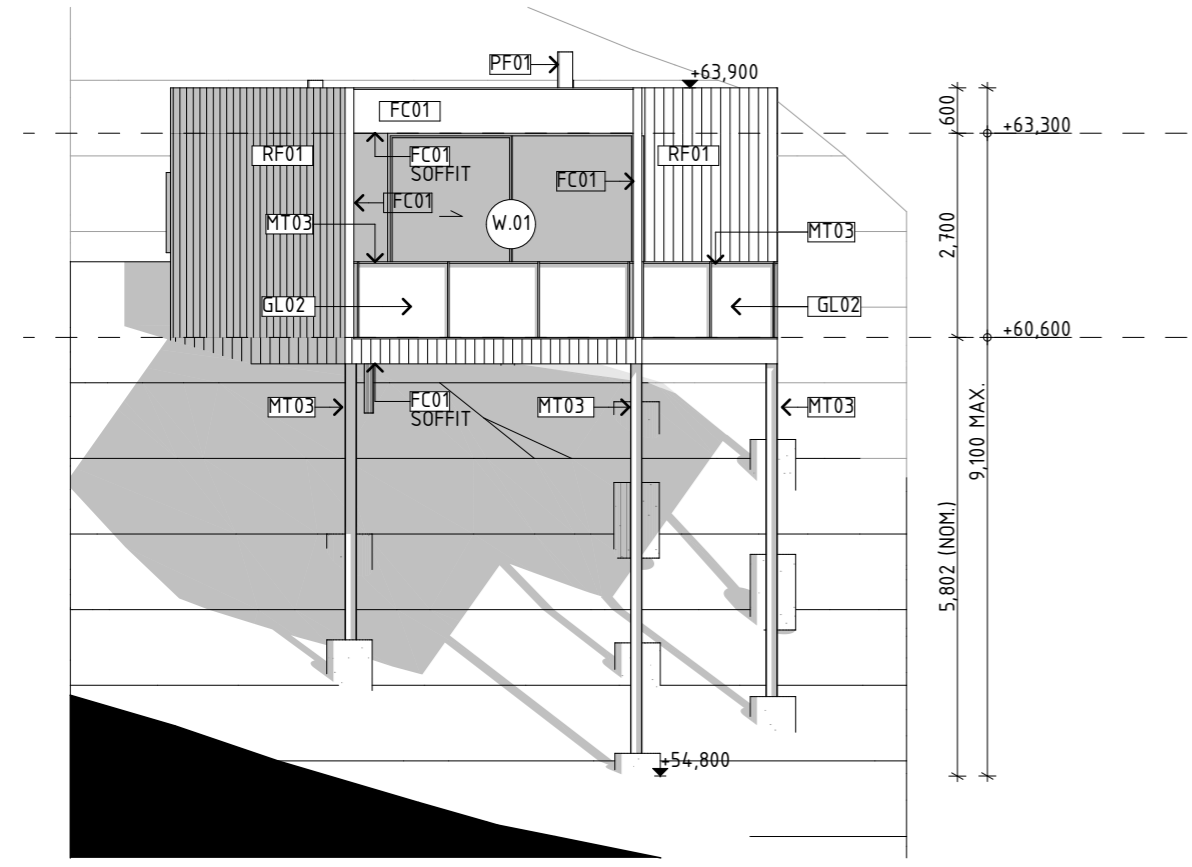 PF01
+63,900
600
FC01
+63,300
RF01
FC01
SOFFIT
RF01
FC01
FC01
MT03
W.01
MT03
2,700
GL02
GL02
+60,600
MT03
FC01
SOFFIT
MT03
MT03
9,100 MAX.
5,802 (NOM.)
+54,800